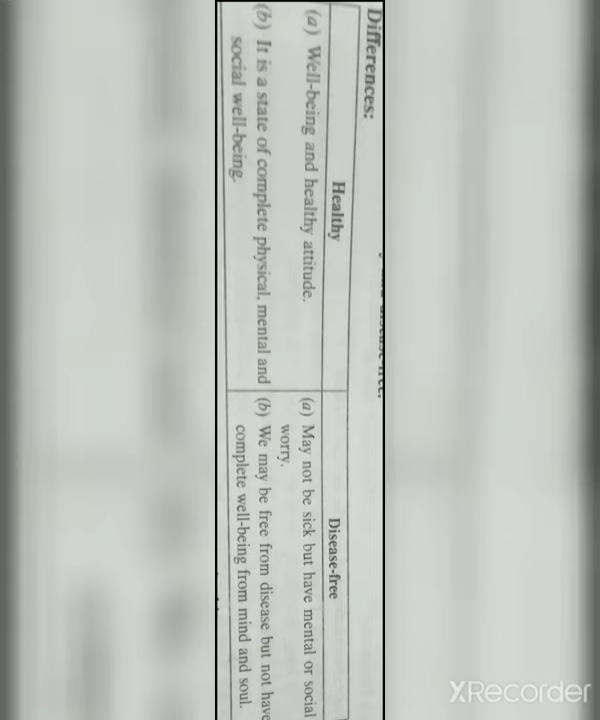 disease-free.
Differences:
Healthy
Disease-free
(a) Well-being and healthy attitude.
(a) May not be sick but have mental or social
worry.
(b) It is a state of complete physical, mental and
social well-being.
(b) We may be free from disease but not have
complete well-being from mind and soul.
XRecorder